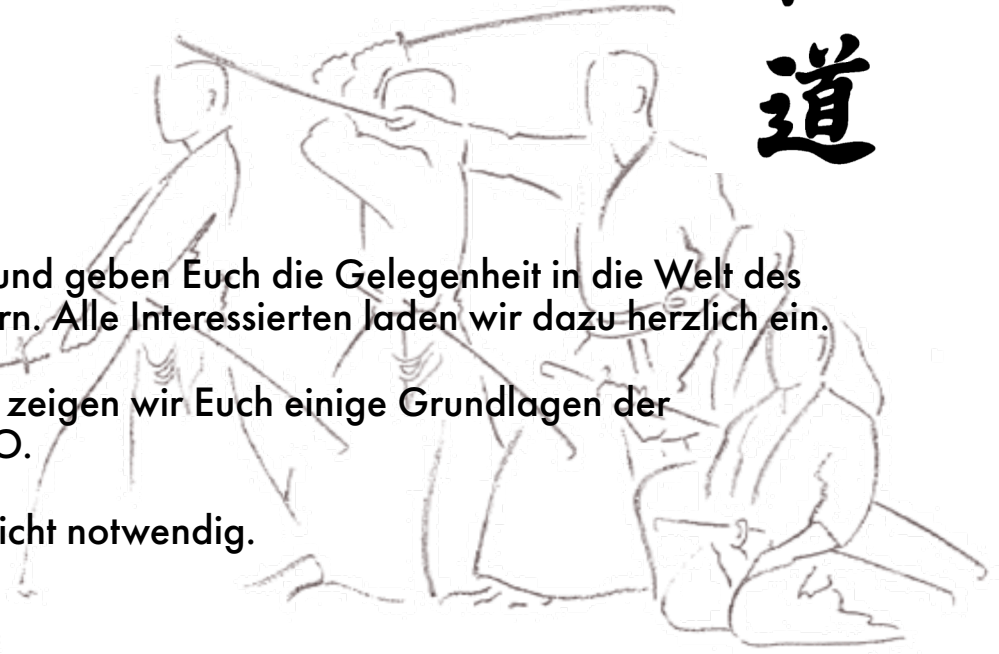 道
und geben Euch die Gelegenheit in die Welt des
rn. Alle Interessierten laden wir dazu herzlich ein.
zeigen wir Euch einige Grundlagen der
O.
icht notwendig.